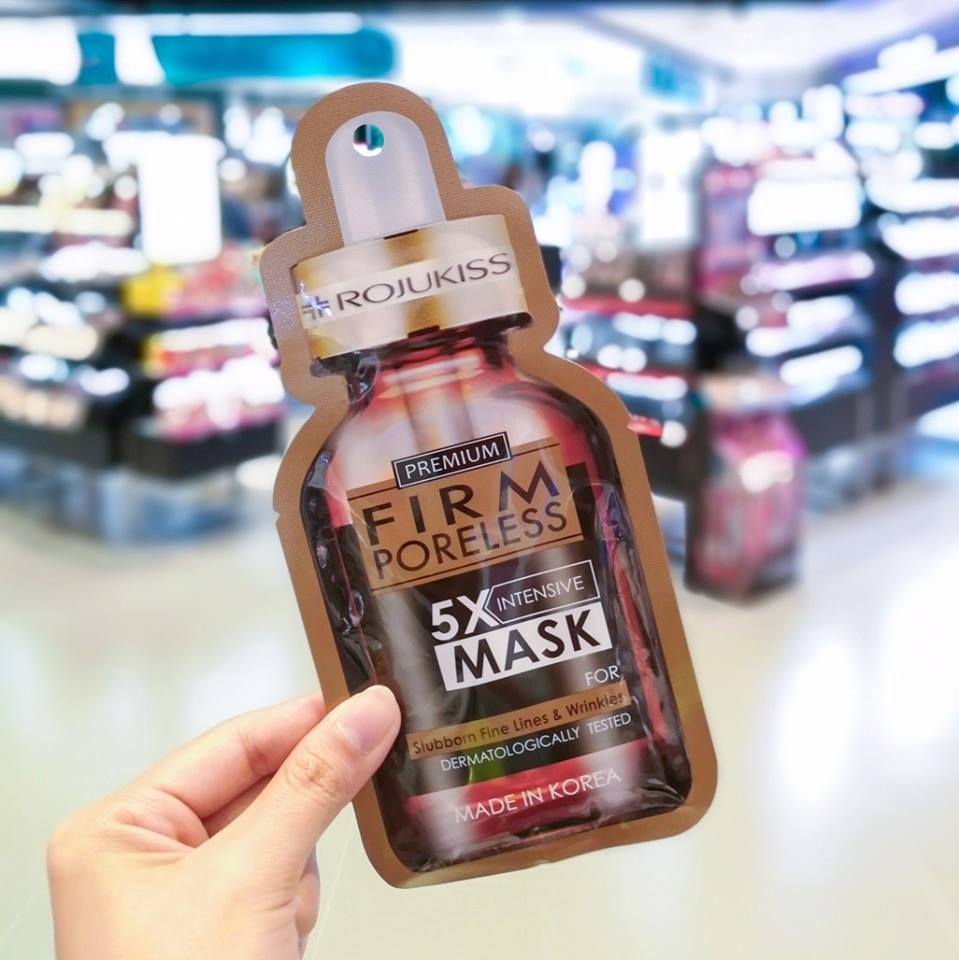 ROJUKISS
PREMIUM
FIRM
PORELESS
5X INTENSIVE
MASK
FOR
Stubborn Fine Lines & Wrinkles
DERMATOLOGICALLY TESTED
MADE IN KOREA